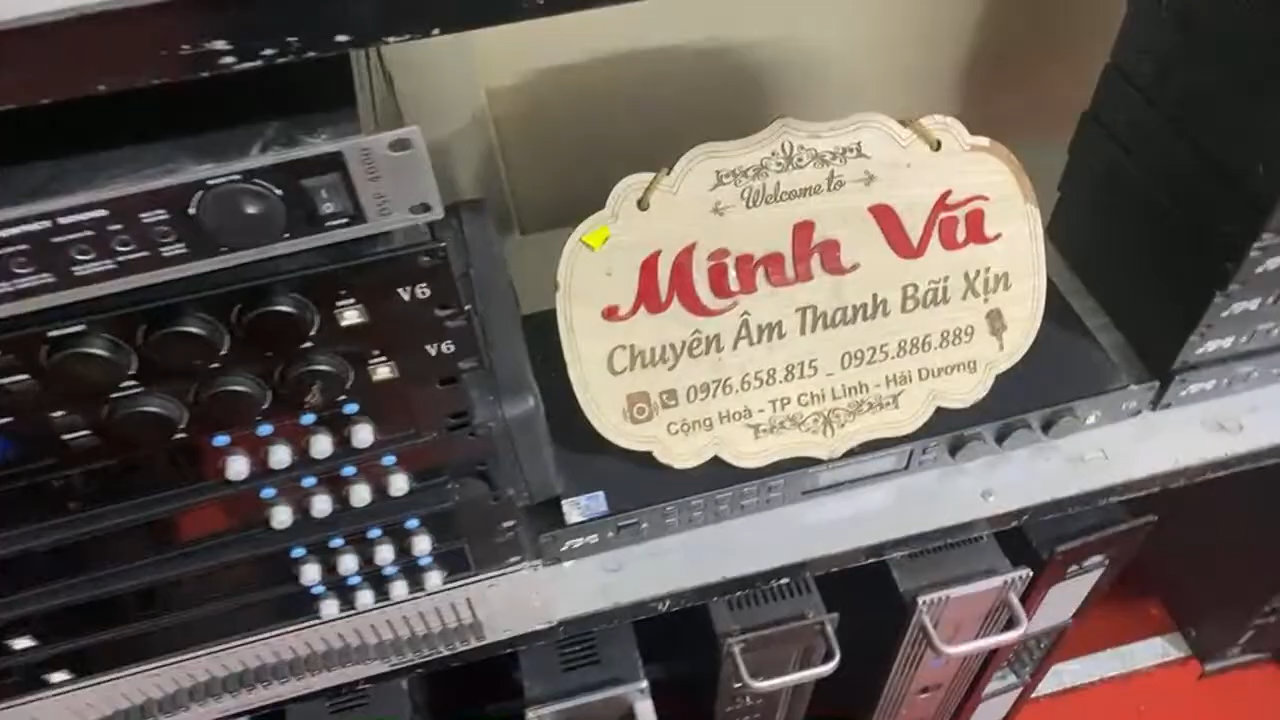 Welcome to
Minh Vũ
Chuyên Âm Thanh Bãi Xịn
0976.658.815 _ 0925.886.889
Cộng Hoà - TP Chí Linh - Hải Dương
V6
V6